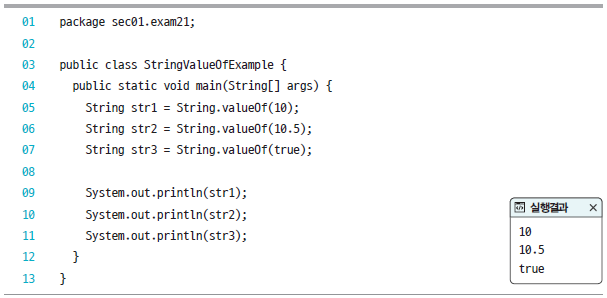 01 package sec01.exam21;
02
03 public class StringValueOfExample {
04 public static void main(String[] args) {
05 String str1 = String.valueOf(10);
06 String str2 = String.valueOf(10.5);
07 String str3 = String.valueOf(true);
08
09 System.out.println(str1);
10 System.out.println(str2);
11 System.out.println(str3);
12 }
13 }
실행결과 ×
10
10.5
true